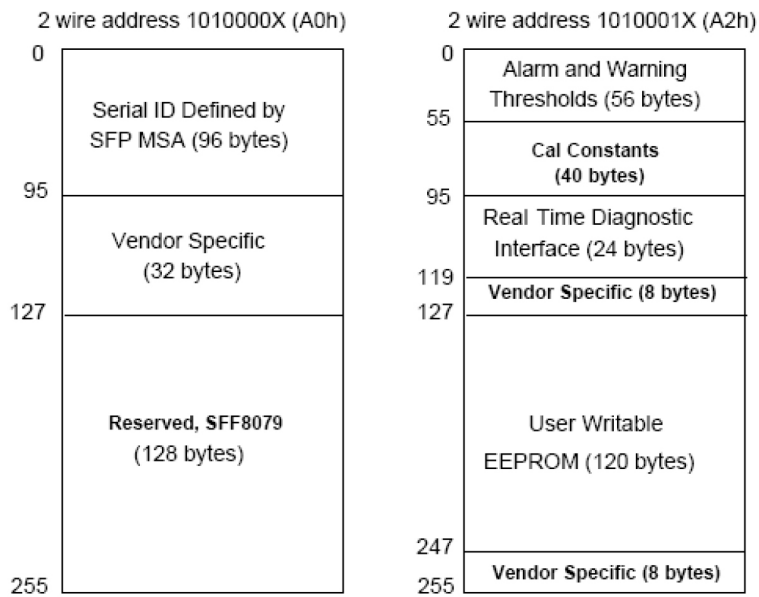 2 wire address 1010000X (A0h)
0
Serial ID Defined by
SFP MSA (96 bytes)
95
Vendor Specific
(32 bytes)
127
Reserved, SFF8079
(128 bytes)
255
2 wire address 1010001X (A2h)
0
Alarm and Warning
Thresholds (56 bytes)
55
Cal Constants
(40 bytes)
95
Real Time Diagnostic
Interface (24 bytes)
119
Vendor Specific (8 bytes)
127
User Writable
EEPROM (120 bytes)
247
Vendor Specific (8 bytes)
255